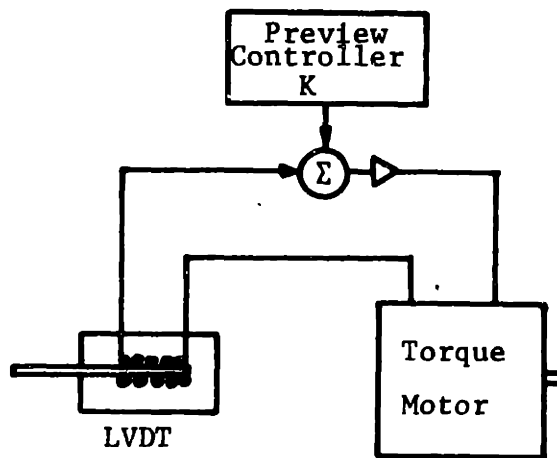 Preview
Controller
K
Σ
Torque
Motor
LVDT